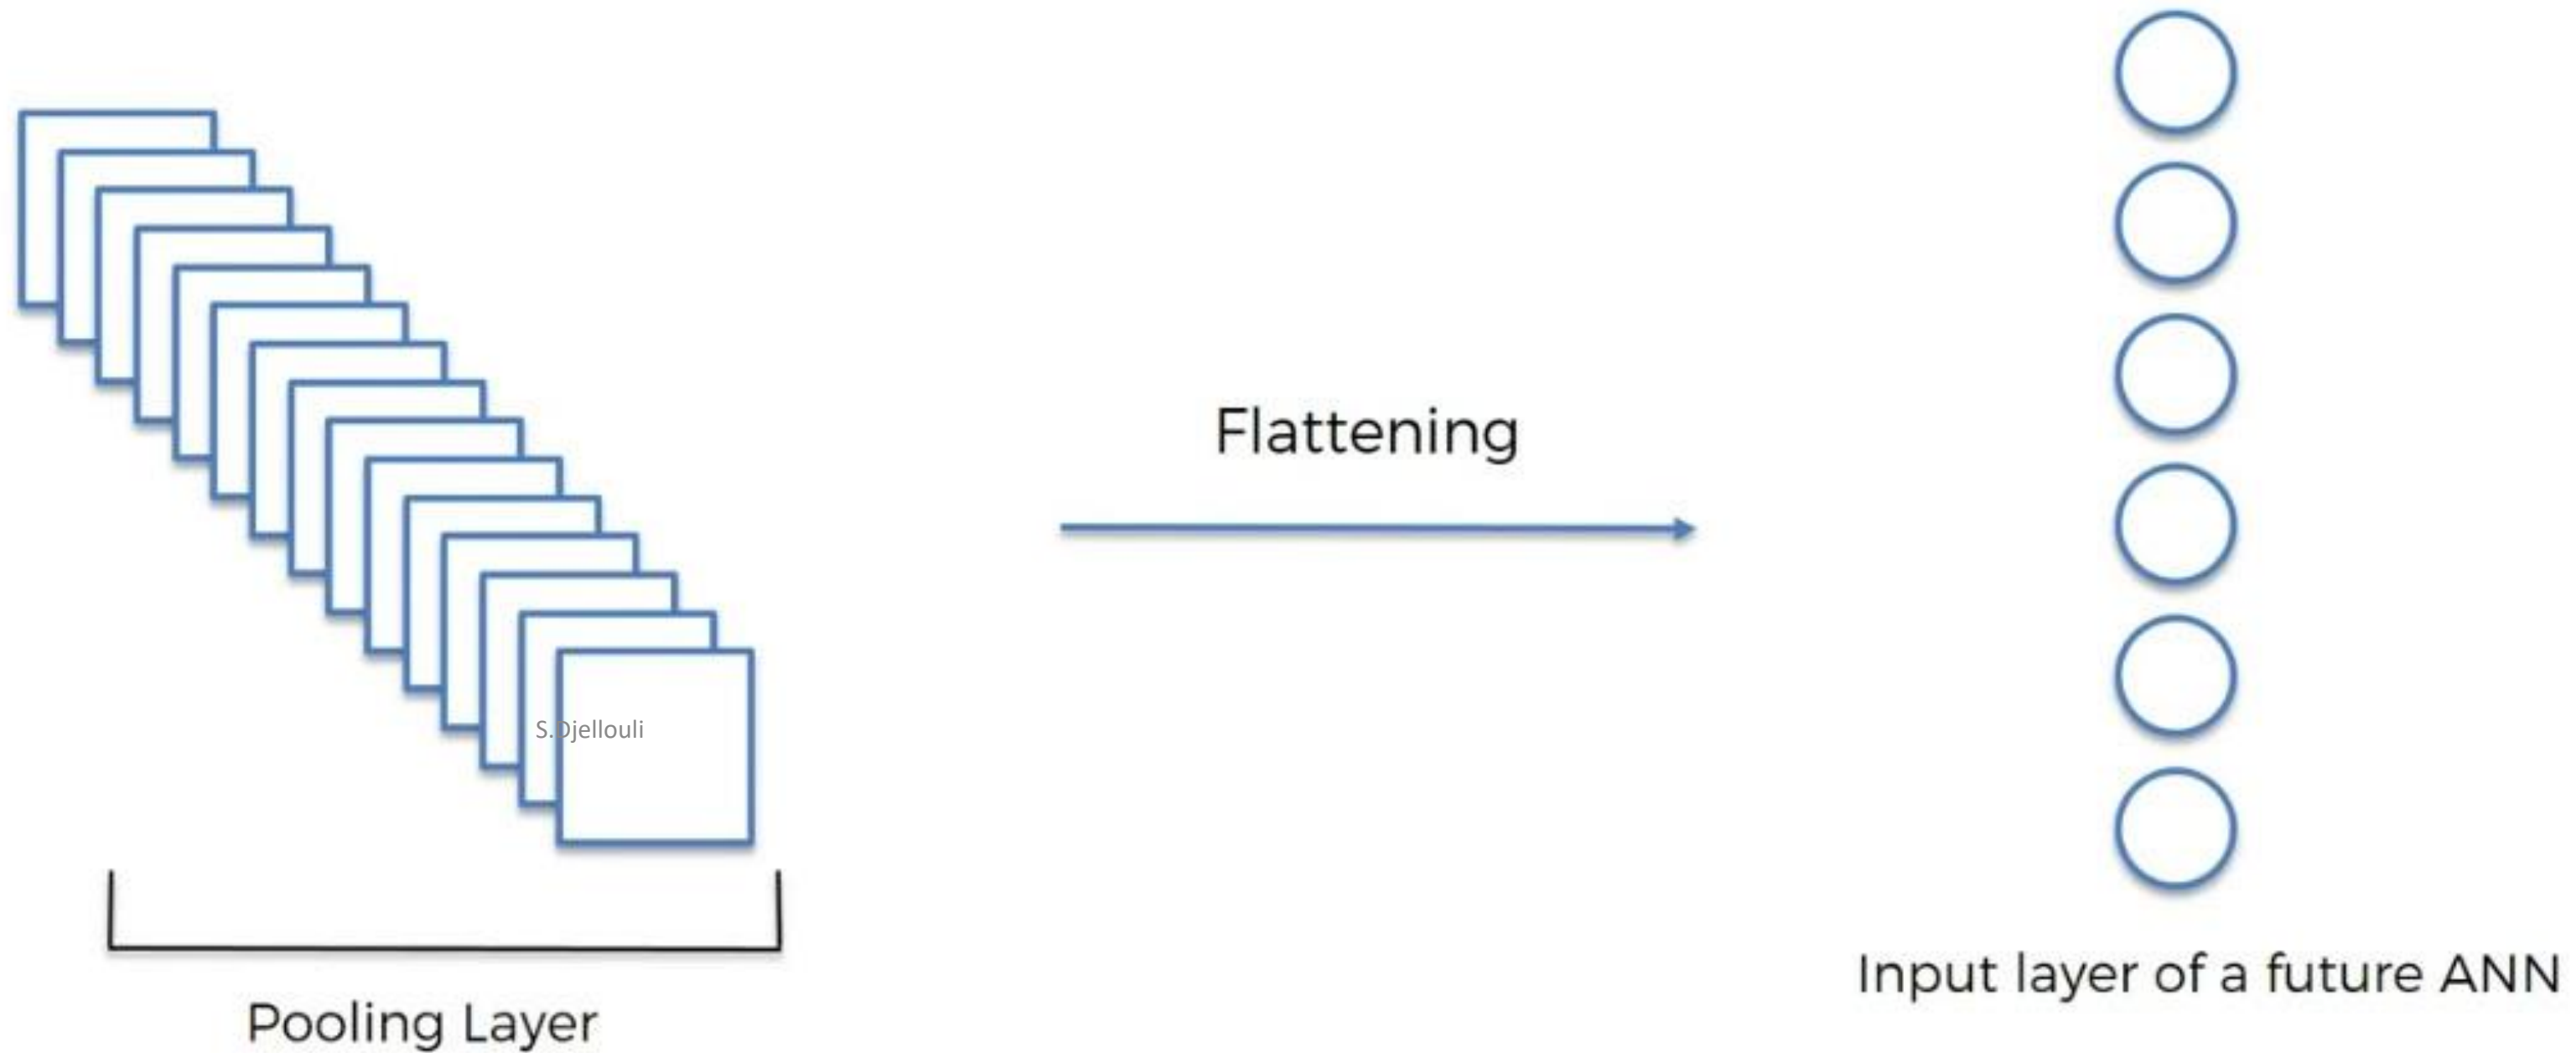 Flattening
S.Djellouli
Input layer of a future ANN
Pooling Layer